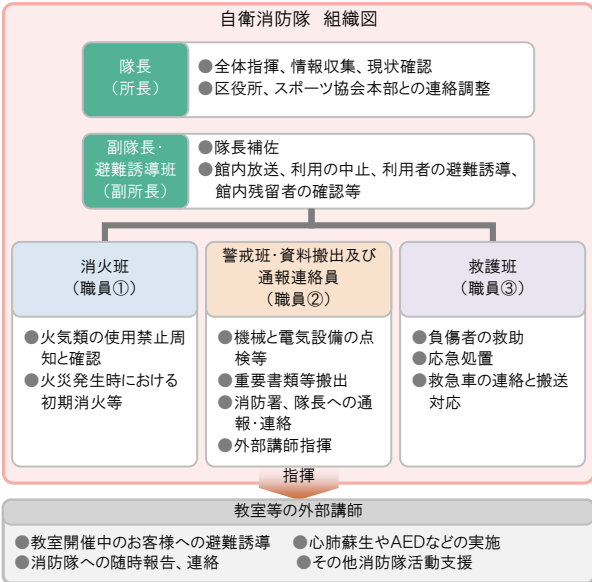 自衛消防隊 組織図
隊長
(所長)
●全体指揮、情報収集、現状確認
●区役所、スポーツ協会本部との連絡調整
副隊長・
避難誘導班
(副所長)
●隊長補佐
●館内放送、利用の中止、利用者の避難誘導、
館内残留者の確認等
消火班
(職員①)
●火気類の使用禁止周
知と確認
●火災発生時における
初期消火等
警戒班・資料搬出及び
通報連絡員
(職員②)
●機械と電気設備の点
検等
●重要書類等搬出
●消防署、隊長への通
報・連絡
●外部講師指揮
救護班
(職員③)
●負傷者の救助
●応急処置
●救急車の連絡と搬送
対応
指揮
教室等の外部講師
●教室開催中のお客様への避難誘導
●消防隊への随時報告、連絡
●心肺蘇生やAEDなどの実施
●その他消防隊活動支援